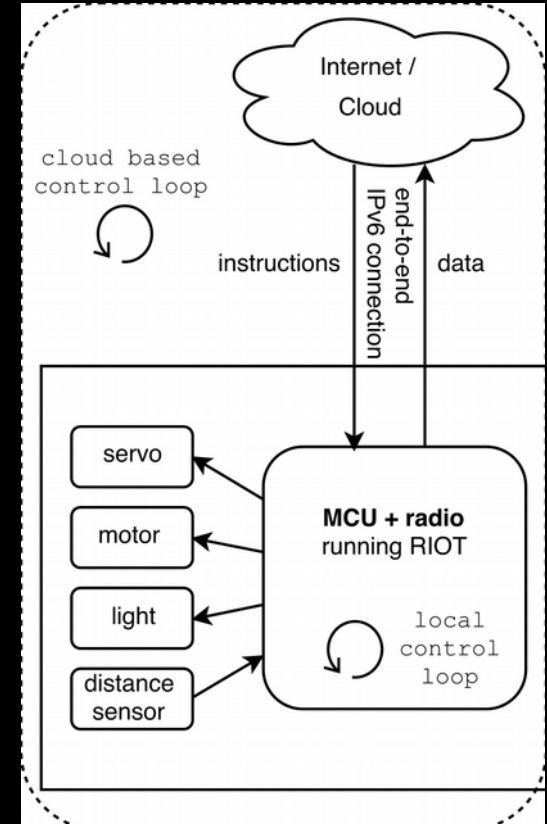 Internet /
Cloud
cloud based
control loop
instructions
end-to-end
IPv6 connection
data
servo
motor
light
distance
sensor
MCU + radio
running RIOT
local
control
loop